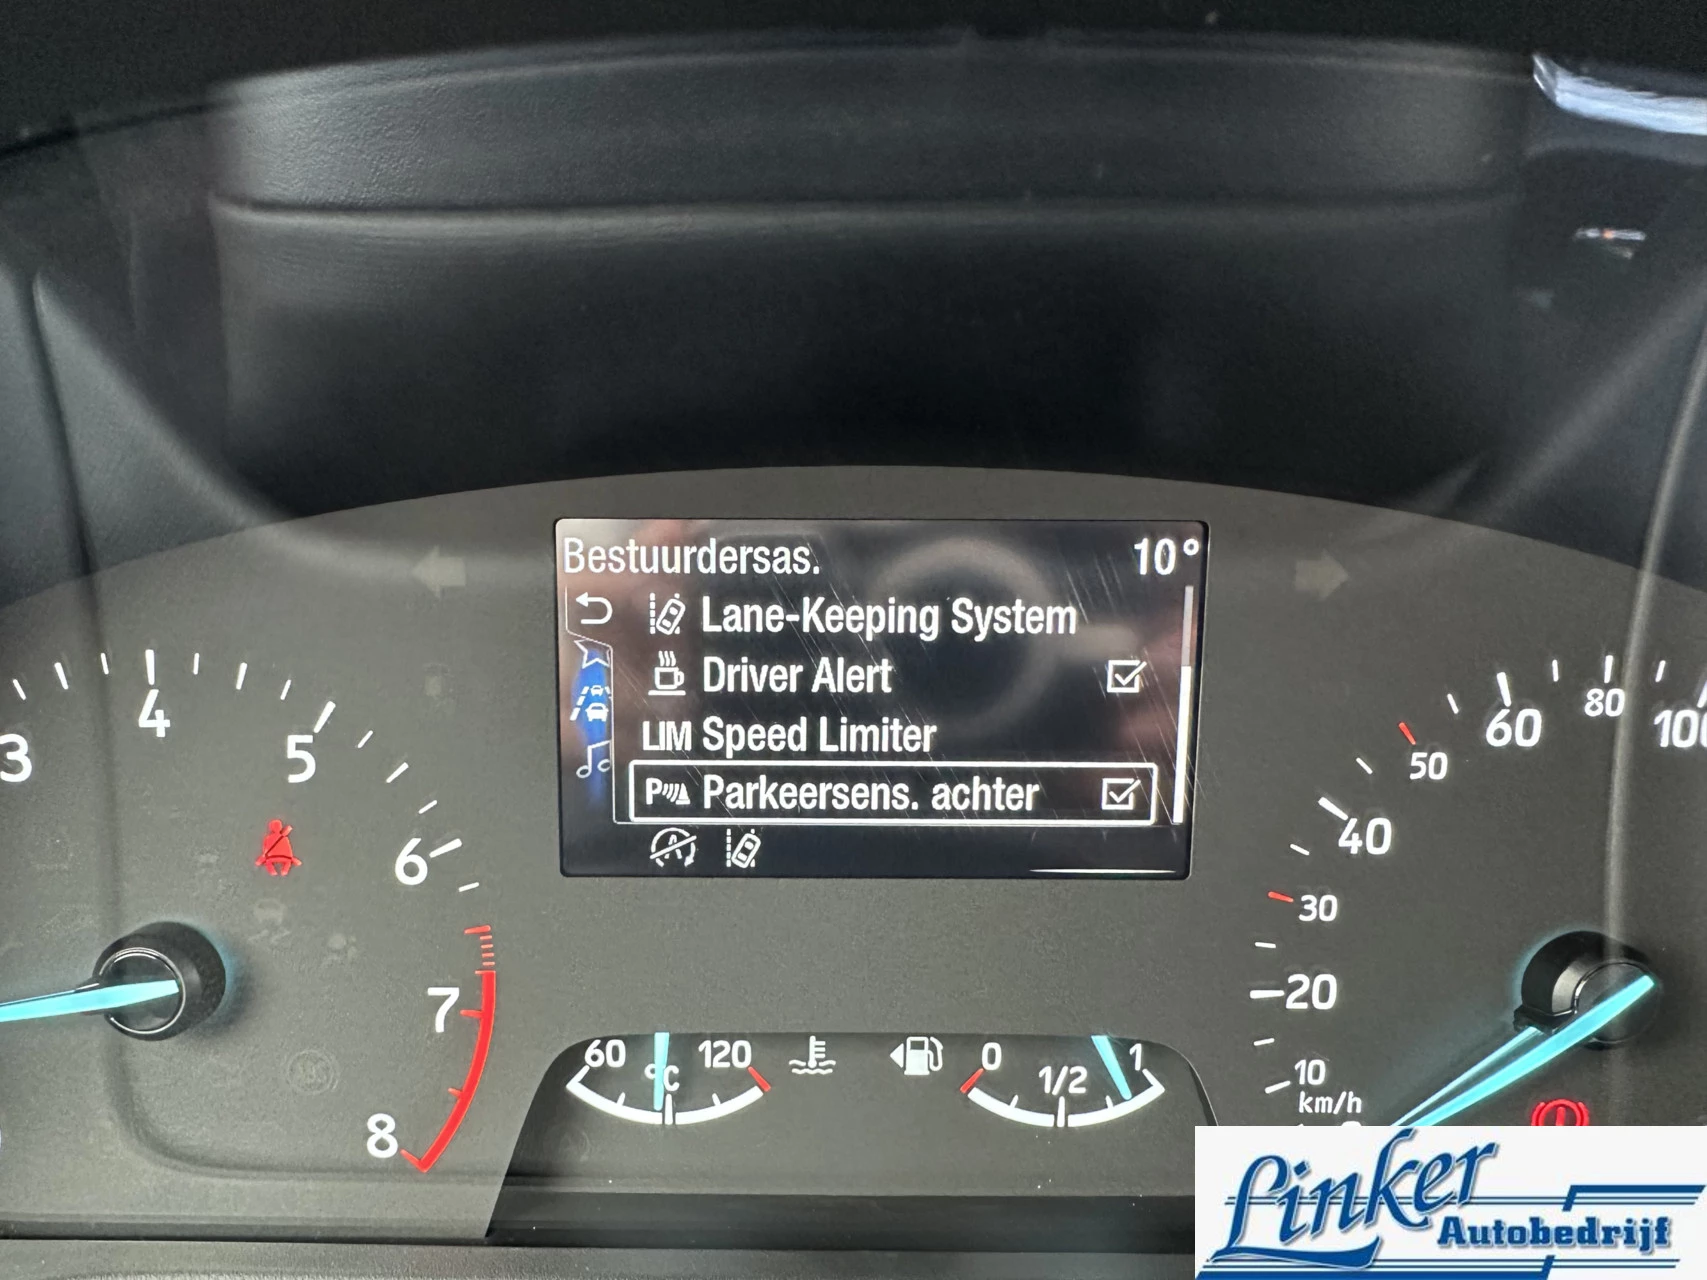 Bestuurdersas. 10°
Lane-Keeping System
Driver Alert
LIM Speed Limiter
P Parkeersens. achter
A
3 4 5 6 7 8
60 °C 120
0 1/2 1
10 20 30 40 50 60 80 100
km/h
Linker
Autobedrijf